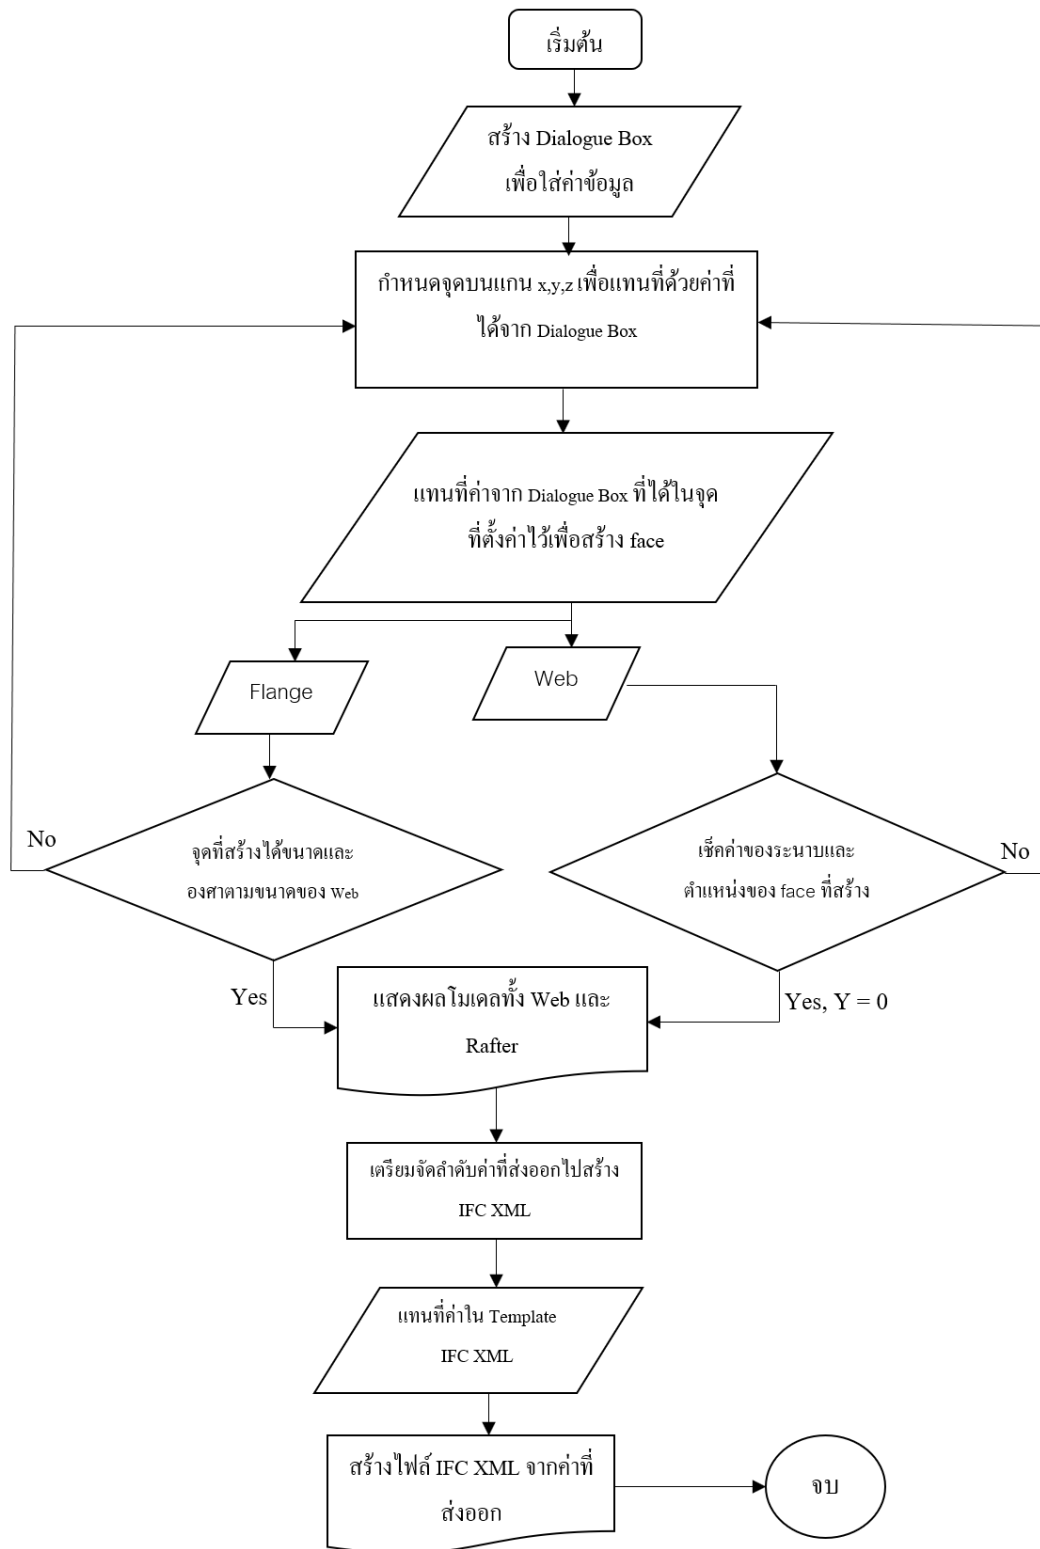 เริ่มต้น
สร้าง Dialogue Box
เพื่อใส่ค่าข้อมูล
กำหนดจุดบนแกน x,y,z เพื่อแทนที่ด้วยค่าที่
ได้จาก Dialogue Box
แทนที่ค่าจาก Dialogue Box ที่ได้ในจุด
ที่ตั้งค่าไว้เพื่อสร้าง face
Flange
Web
No
จุดที่สร้างได้ขนาดและ
องศาตามขนาดของ Web
เช็คค่าของระนาบและ
ตำแหน่งของ face ที่สร้าง
No
Yes
แสดงผลโมเดลทั้ง Web และ
Rafter
Yes, Y = 0
เตรียมจัดลำดับค่าที่ส่งออกไปสร้าง
IFC XML
แทนที่ค่าใน Template
IFC XML
สร้างไฟล์ IFC XML จากค่าที่
ส่งออก
จบ